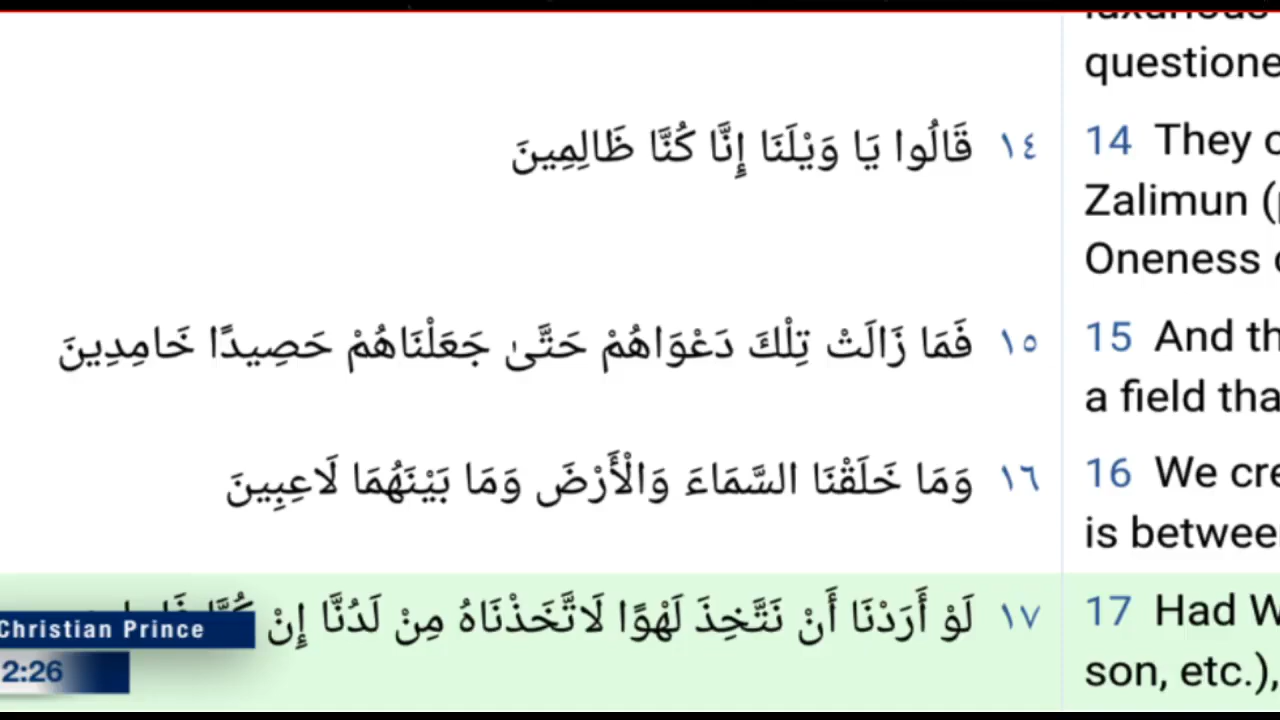 questione
قَالُوا يَا وَيْلَنَا إِنَّا كُنَّا ظَالِمِينَ ١٤
14 They
Zalimun
Oneness
فَمَا زَالَتْ تِلْكَ دَعْوَاهُمْ حَتَّىٰ جَعَلْنَاهُمْ حَصِيدًا خَامِدِينَ ١٥
15 And th
a field tha
وَمَا خَلَقْنَا السَّمَاءَ وَالْأَرْضَ وَمَا بَيْنَهُمَا لَاعِبِينَ ١٦
16 We cre
is betwee
لَوْ أَرَدْنَا أَنْ نَتَّخِذَ لَهْوًا لَاتَّخَذْنَاهُ مِنْ لَدُنَّا إِنْ ١٧
17 Had W
son, etc.),
Christian Prince
2:26